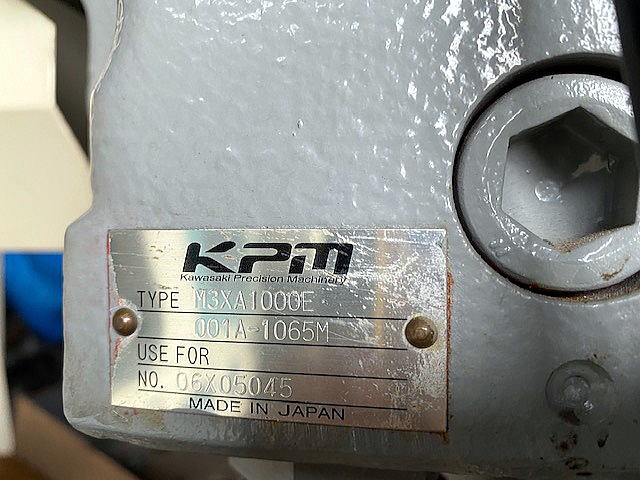 KPM
Kawasaki Precision Machinery
TYPE M3XA1000E
001A-1065M
USE FOR
NO. 06X05045
MADE IN JAPAN